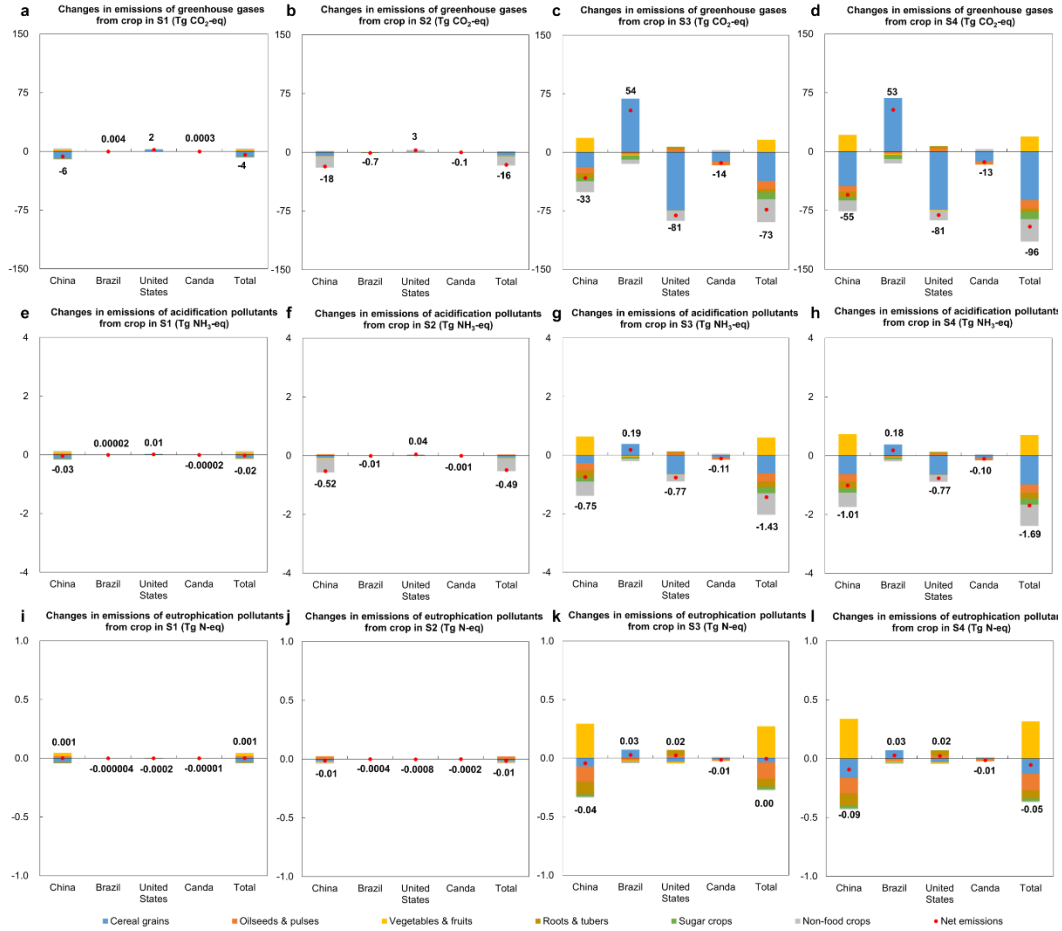 a Changes in emissions of greenhouse gases
from crop in S1 (Tg CO₂-eq)
150
75
0
-75
-150
-6
0.004
2
0.0003
-4
China Brazil United States Canda Total
b Changes in emissions of greenhouse gases
from crop in S2 (Tg CO₂-eq)
-18
-0.7
3
-0.1
-16
China Brazil United States Canda Total
c Changes in emissions of greenhouse gases
from crop in S3 (Tg CO₂-eq)
150
75
0
-75
-150
-33
54
-81
-14
-73
China Brazil United States Canda Total
d Changes in emissions of greenhouse gases
from crop in S4 (Tg CO₂-eq)
150
75
0
-75
-150
-55
53
-81
-13
-96
China Brazil United States Canda Total
e Changes in emissions of acidification pollutants
from crop in S1 (Tg NH₃-eq)
4
2
0
-2
-4
-0.03
0.00002
0.01
-0.00002
-0.02
China Brazil United States Canda Total
f Changes in emissions of acidification pollutants
from crop in S2 (Tg NH₃-eq)
-0.52
-0.01
0.04
-0.001
-0.49
China Brazil United States Canda Total
g Changes in emissions of acidification pollutants
from crop in S3 (Tg NH₃-eq)
4
2
0
-2
-4
-0.75
0.19
-0.77
-0.11
-1.43
China Brazil United States Canda Total
h Changes in emissions of acidification pollutants
from crop in S4 (Tg NH₃-eq)
4
2
0
-2
-4
-1.01
0.18
-0.77
-0.10
-1.69
China Brazil United States Canda Total
i Changes in emissions of eutrophication pollutants
from crop in S1 (Tg N-eq)
1.0
0.5
0.0
-0.5
-1.0
0.001
-0.000004
-0.0002
-0.00001
0.001
China Brazil United States Canda Total
j Changes in emissions of eutrophication pollutants
from crop in S2 (Tg N-eq)
-0.01
-0.0004
-0.0008
-0.0002
-0.01
China Brazil United States Canda Total
k Changes in emissions of eutrophication pollutants
from crop in S3 (Tg N-eq)
1.0
0.5
0.0
-0.5
-1.0
-0.04
0.03
0.02
-0.01
0.00
China Brazil United States Canda Total
l Changes in emissions of eutrophication pollutant
from crop in S4 (Tg N-eq)
1.0
0.5
0.0
-0.5
-1.0
-0.09
0.03
0.02
-0.01
-0.05
China Brazil United States Canda Total
Cereal grains Oilseeds & pulses Vegetables & fruits Roots & tubers Sugar crops Non-food crops Net emissions